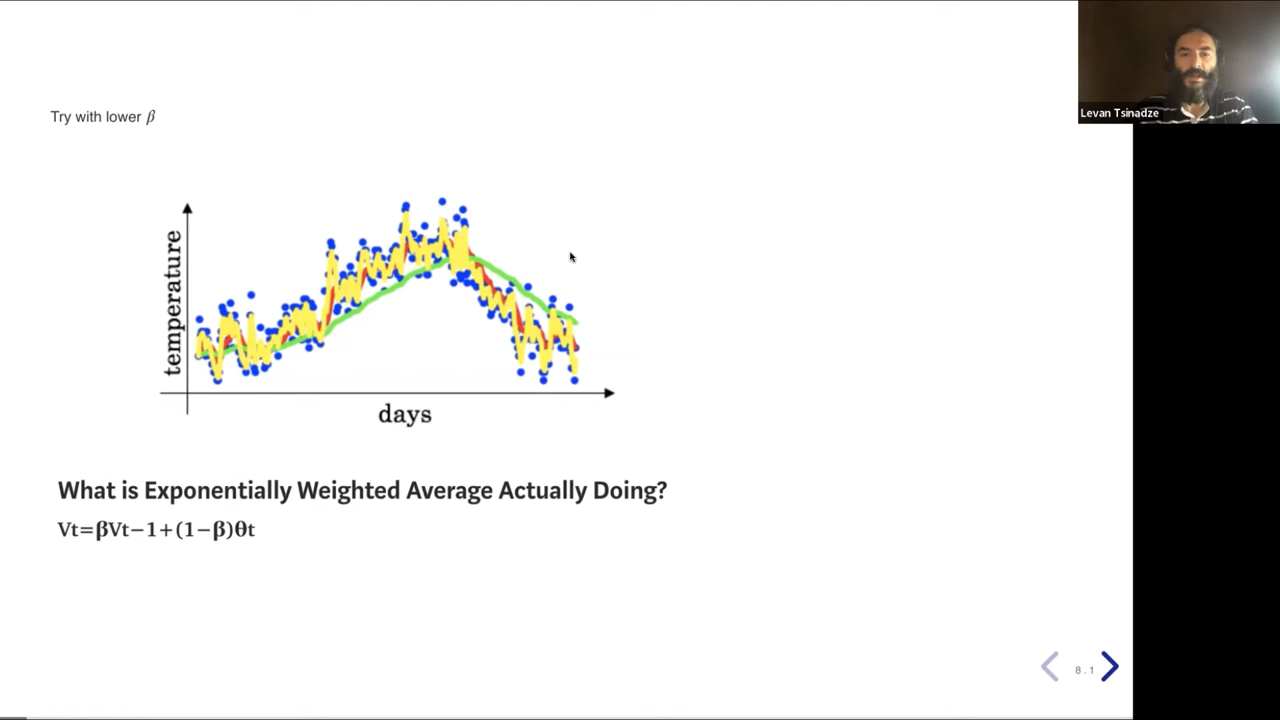 Levan Tsinadze
Try with lower β
temperature
days
What is Exponentially Weighted Average Actually Doing?
Vt=βVt−1+(1−β)θt
8.1